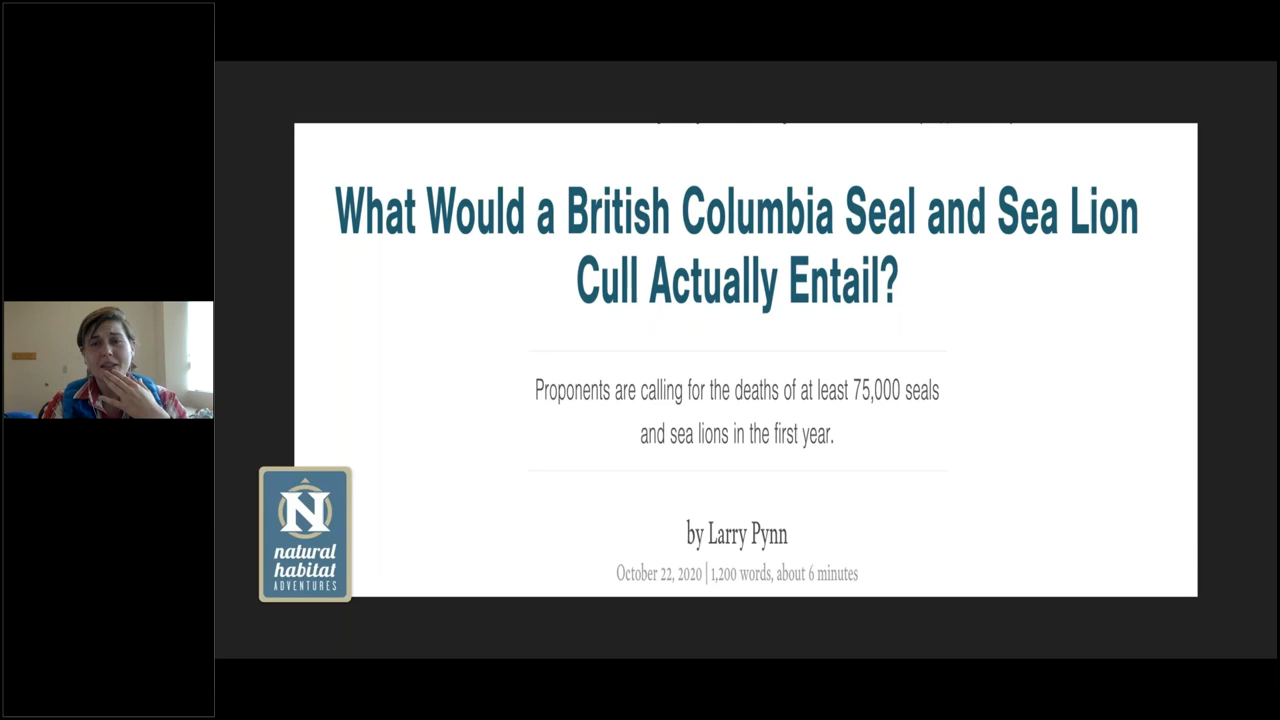 What Would a British Columbia Seal and Sea Lion
Cull Actually Entail?
Proponents are calling for the deaths of at least 75,000 seals
and sea lions in the first year.
by Larry Pynn
October 22, 2020 | 1,200 words, about 6 minutes
N
natural
habitat
ADVENTURES